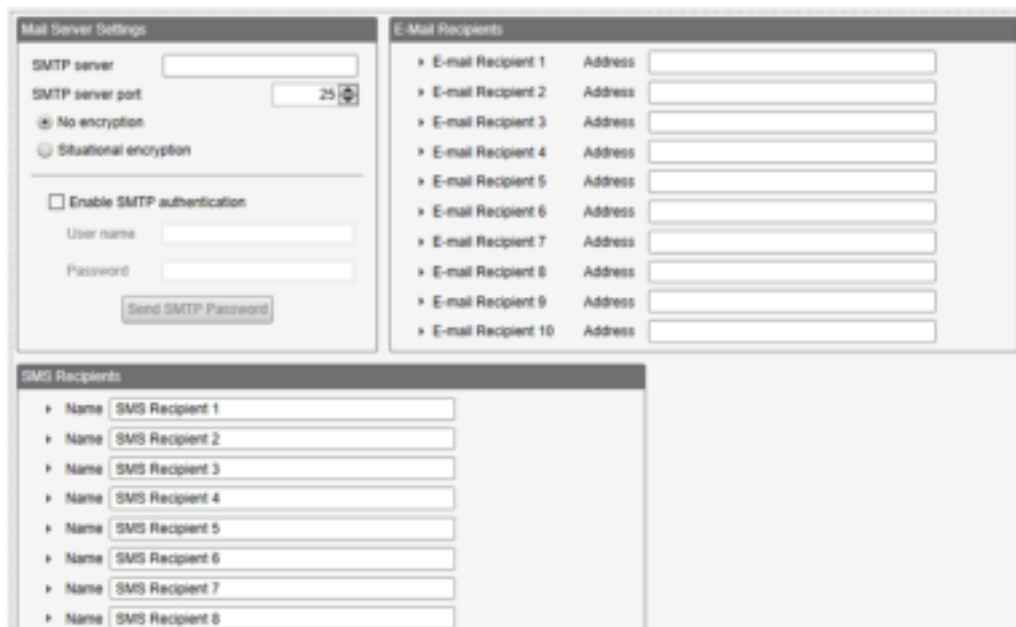 Mail Server Settings
SMTP server
SMTP server port 25
No encryption
Situational encryption
Enable SMTP authentication
User name
Password
Send SMTP Password
E-Mail Recipients
E-mail Recipient 1 Address
E-mail Recipient 2 Address
E-mail Recipient 3 Address
E-mail Recipient 4 Address
E-mail Recipient 5 Address
E-mail Recipient 6 Address
E-mail Recipient 7 Address
E-mail Recipient 8 Address
E-mail Recipient 9 Address
E-mail Recipient 10 Address
SMS Recipients
Name SMS Recipient 1
Name SMS Recipient 2
Name SMS Recipient 3
Name SMS Recipient 4
Name SMS Recipient 5
Name SMS Recipient 6
Name SMS Recipient 7
Name SMS Recipient 8